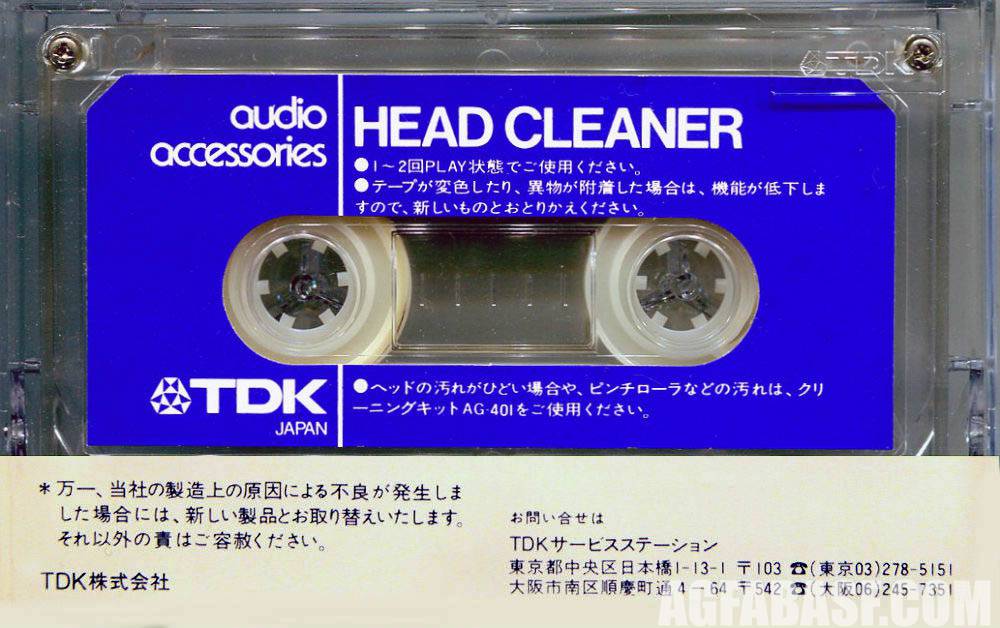 TDK
audio
accessories
HEAD CLEANER
●1〜2回PLAY状態でご使用ください。
●テープが変色したり、異物が附着した場合は、機能が低下しま
すので、新しいものとおとりかえください。
TDK
JAPAN
●ヘッドの汚れがひどい場合や、ピンチローラなどの汚れは、クリ
ーニングキットAG-401をご使用ください。
*万一、当社の製造上の原因による不良が発生しま
した場合には、新しい製品とお取り替えいたします。
それ以外の責はご容赦ください。
TDK株式会社
お問い合せは
TDKサービスステーション
東京都中央区日本橋1-13-1 〒103 ☎(東京03)278-5151
大阪市南区順慶町通4-64 〒542 ☎(大阪06)245-7351
AGFABASF.COM